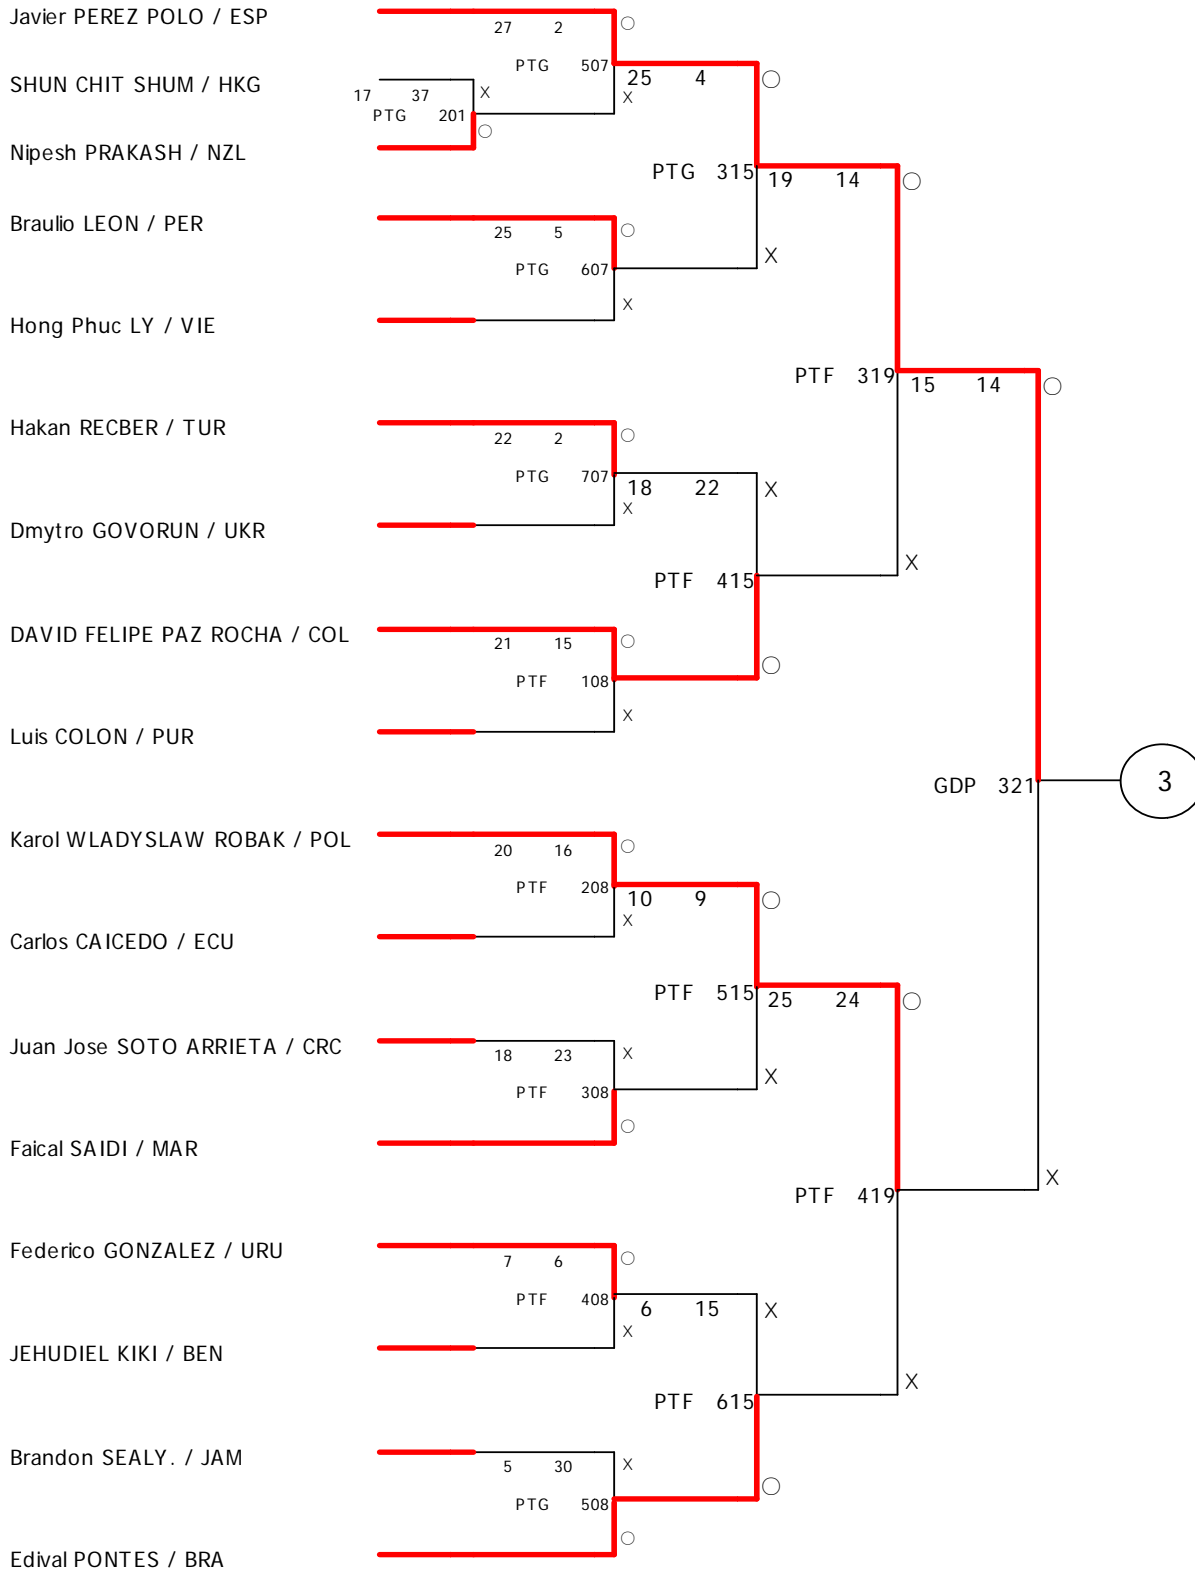 Javier PEREZ POLO / ESP
27 2
PTG 507
SHUN CHIT SHUM / HKG
17 37
PTG 201
X
X
Nipesh PRAKASH / NZL
25 4
PTG 315
19 14
Braulio LEON / PER
25 5
PTG 607
X
X
Hong Phuc LY / VIE
PTF 319
15 14
Hakan RECBER / TUR
22 2
PTG 707
18 22
X
X
Dmytro GOVORUN / UKR
PTF 415
X
DAVID FELIPE PAZ ROCHA / COL
21 15
PTF 108
X
Luis COLON / PUR
GDP 321
3
Karol WLADYSLAW ROBAK / POL
20 16
PTF 208
10 9
X
Carlos CAICEDO / ECU
PTF 515
25 24
Juan Jose SOTO ARRIETA / CRC
18 23
X
PTF 308
X
Faical SAIDI / MAR
PTF 419
X
Federico GONZALEZ / URU
7 6
PTF 408
6 15
X
X
JEHUDIEL KIKI / BEN
PTF 615
X
Brandon SEALY. / JAM
5 30
X
PTG 508
Edival PONTES / BRA